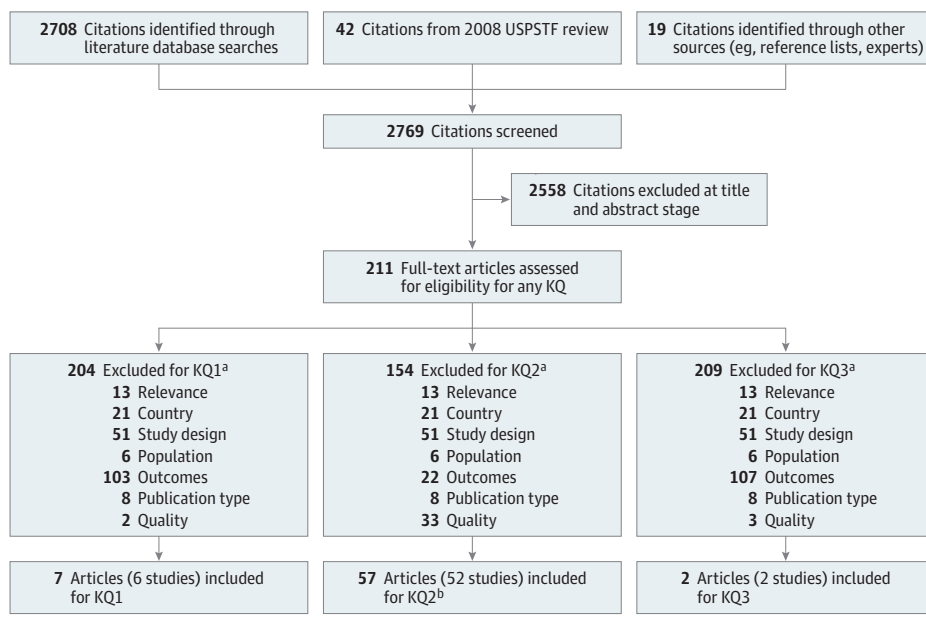 2708 Citations identified through
literature database searches
42 Citations from 2008 USPSTF review
19 Citations identified through other
sources (eg, reference lists, experts)
2769 Citations screened
2558 Citations excluded at title
and abstract stage
211 Full-text articles assessed
for eligibility for any KQ
204 Excluded for KQ1a
13 Relevance
21 Country
51 Study design
6 Population
103 Outcomes
8 Publication type
2 Quality
154 Excluded for KQ2a
13 Relevance
21 Country
51 Study design
6 Population
22 Outcomes
8 Publication type
33 Quality
209 Excluded for KQ3a
13 Relevance
21 Country
51 Study design
6 Population
107 Outcomes
8 Publication type
3 Quality
7 Articles (6 studies) included
for KQ1
57 Articles (52 studies) included
for KQ2b
2 Articles (2 studies) included
for KQ3